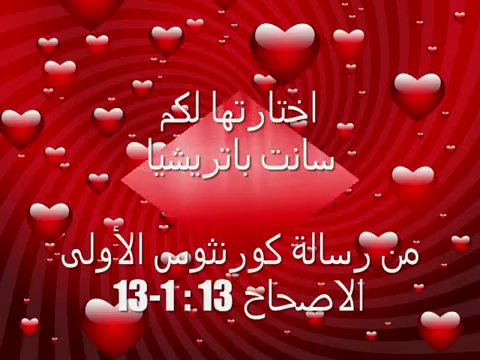 اختارتها لكم
سانت باتريشيا
من رسالة كورنثوس الأولى
الاصحاح 13 : 1-13